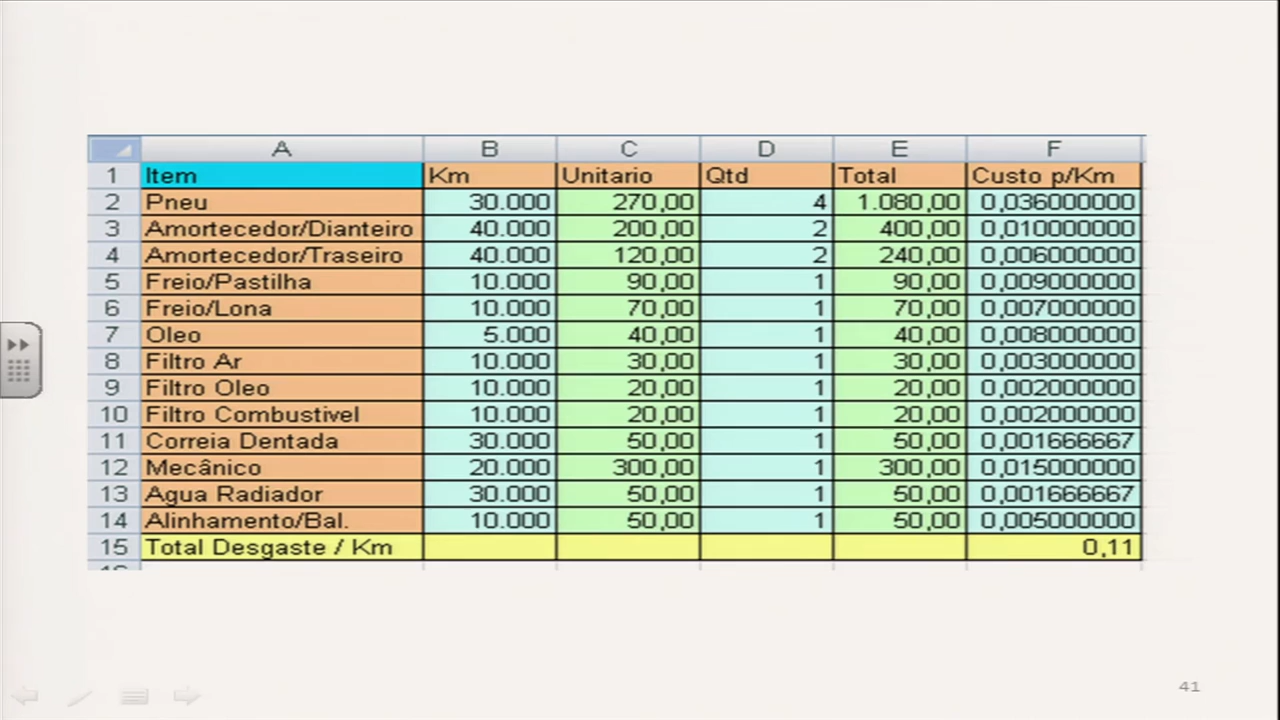 A B C D E F
1 Item Km Unitario Qtd Total Custo p/Km
2 Pneu 30.000 270,00 4 1.080,00 0,036000000
3 Amortecedor/Dianteiro 40.000 200,00 2 400,00 0,010000000
4 Amortecedor/Traseiro 40.000 120,00 2 240,00 0,006000000
5 Freio/Pastilha 10.000 90,00 1 90,00 0,009000000
6 Freio/Lona 10.000 70,00 1 70,00 0,007000000
7 Oleo 5.000 40,00 1 40,00 0,008000000
8 Filtro Ar 10.000 30,00 1 30,00 0,003000000
9 Filtro Oleo 10.000 20,00 1 20,00 0,002000000
10 Filtro Combustivel 10.000 20,00 1 20,00 0,002000000
11 Correia Dentada 30.000 50,00 1 50,00 0,001666667
12 Mecânico 20.000 300,00 1 300,00 0,015000000
13 Agua Radiador 30.000 50,00 1 50,00 0,001666667
14 Alinhamento/Bal. 10.000 50,00 1 50,00 0,005000000
15 Total Desgaste / Km 0,11
41